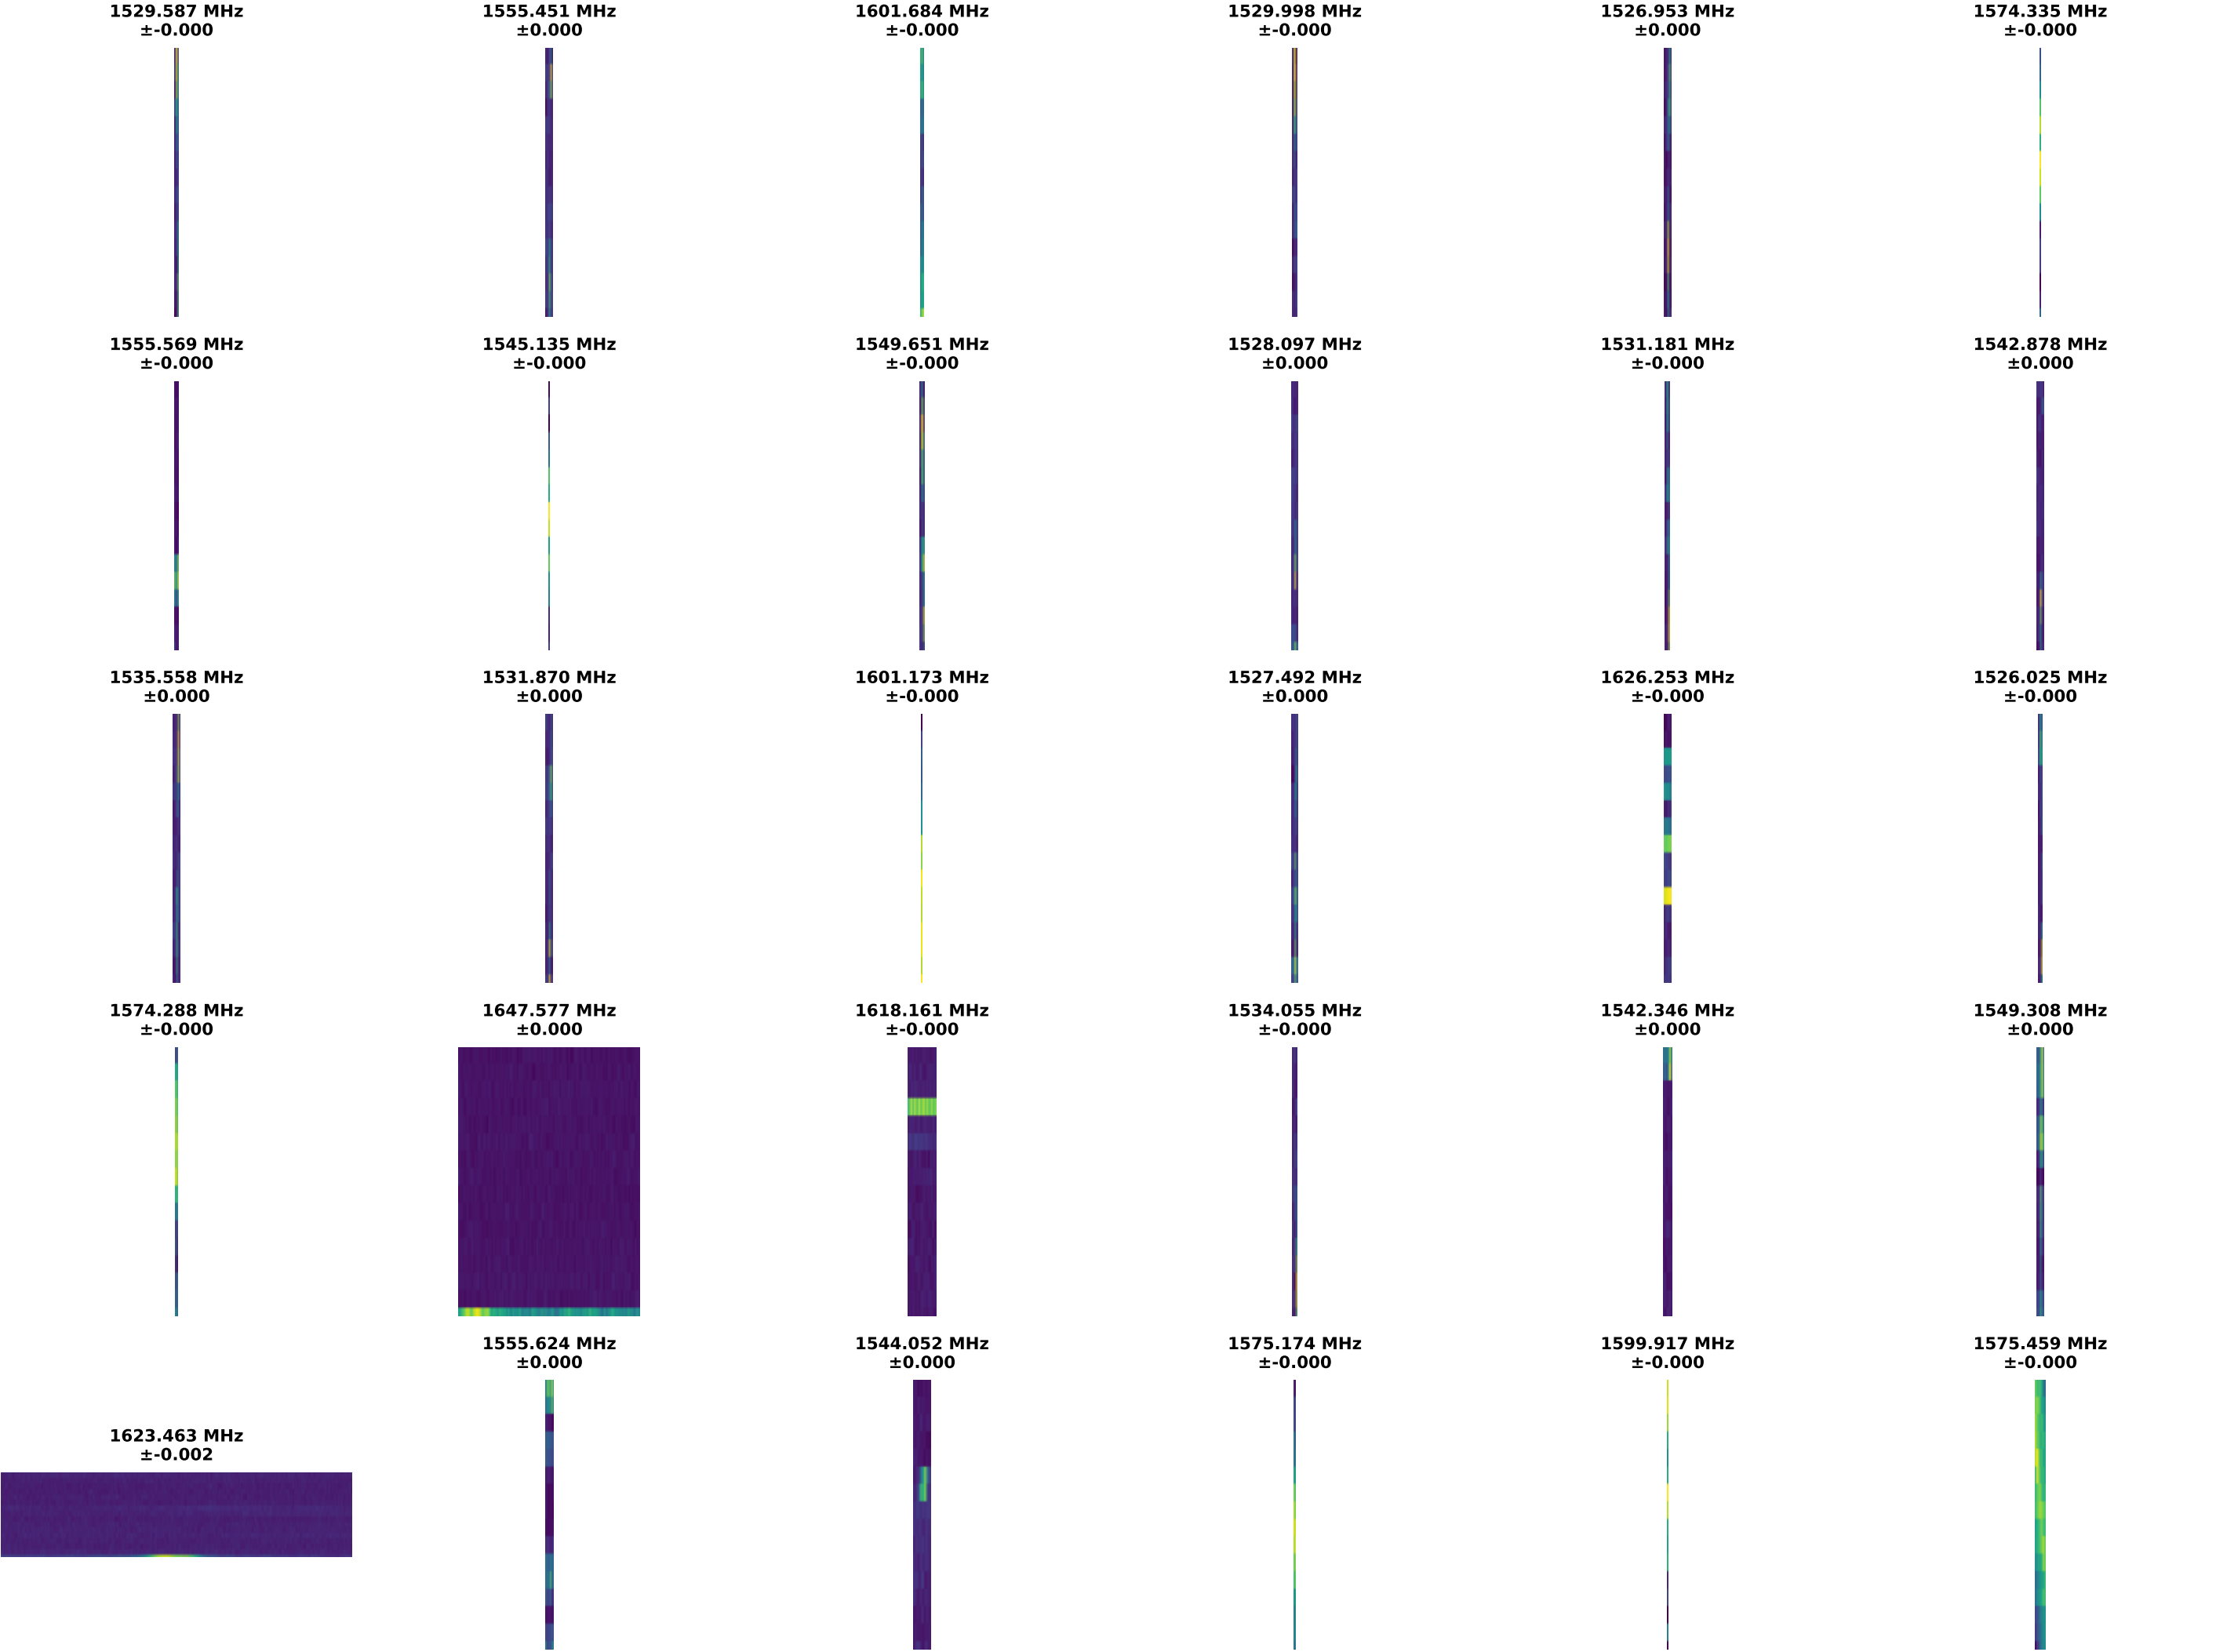 1529.587 MHz
±-0.000
1555.451 MHz
±0.000
1601.684 MHz
±-0.000
1529.998 MHz
±-0.000
1526.953 MHz
±0.000
1574.335 MHz
±-0.000
1555.569 MHz
±-0.000
1545.135 MHz
±-0.000
1549.651 MHz
±-0.000
1528.097 MHz
±0.000
1531.181 MHz
±-0.000
1542.878 MHz
±0.000
1535.558 MHz
±0.000
1531.870 MHz
±0.000
1601.173 MHz
±-0.000
1527.492 MHz
±0.000
1626.253 MHz
±-0.000
1526.025 MHz
±-0.000
1574.288 MHz
±-0.000
1647.577 MHz
±0.000
1618.161 MHz
±-0.000
1534.055 MHz
±-0.000
1542.346 MHz
±0.000
1549.308 MHz
±0.000
1623.463 MHz
±-0.002
1555.624 MHz
±0.000
1544.052 MHz
±0.000
1575.174 MHz
±-0.000
1599.917 MHz
±-0.000
1575.459 MHz
±-0.000